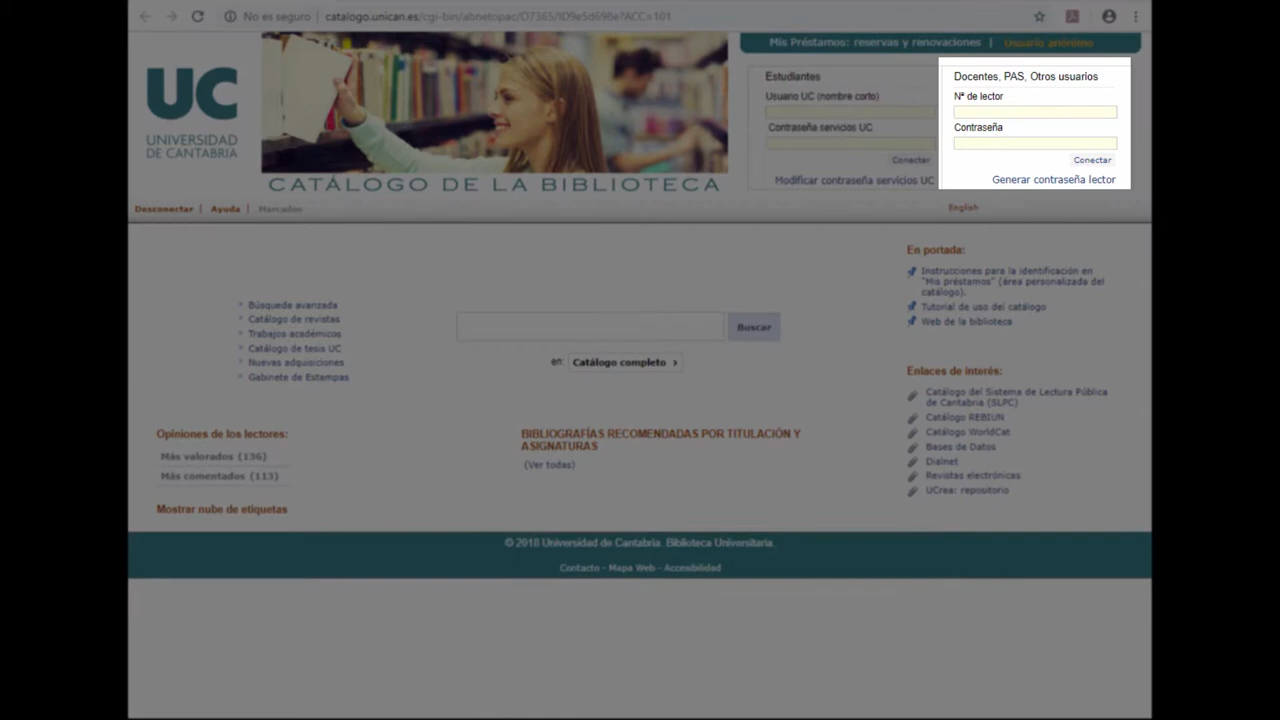 No es seguro | catalogo.unican.es/cgi-bin/abnetopac/O7365/ID9e5d698e?ACC=101
Mis Préstamos: reservas y renovaciones | Usuario anónimo
UC
UNIVERSIDAD
DE CANTABRIA
CATÁLOGO DE LA BIBLIOTECA
Estudiantes
Usuario UC (nombre corto)
Contraseña servicios UC
Conectar
Modificar contraseña servicios UC
Docentes, PAS, Otros usuarios
Nª de lector
Contraseña
Conectar
Generar contraseña lector
Desconectar | Ayuda | Marcados
English
Búsqueda avanzada
Catálogo de revistas
Trabajos académicos
Catálogo de tesis UC
Nuevas adquisiciones
Gabinete de Estampas
Buscar
en: Catálogo completo ›
En portada:
Instrucciones para la identificación en
"Mis préstamos" (área personalizada del
catálogo).
Tutorial de uso del catálogo
Web de la biblioteca
Enlaces de interés:
Catálogo del Sistema de Lectura Pública
de Cantabria (SLPC)
Catálogo REBIUN
Catálogo WorldCat
Bases de Datos
Dialnet
Revistas electrónicas
UCrea: repositorio
Opiniones de los lectores:
Más valorados (136)
Más comentados (113)
Mostrar nube de etiquetas
BIBLIOGRAFÍAS RECOMENDADAS POR TITULACIÓN Y
ASIGNATURAS
(Ver todas)
© 2018 Universidad de Cantabria. Biblioteca Universitaria.
Contacto - Mapa Web - Accesibilidad